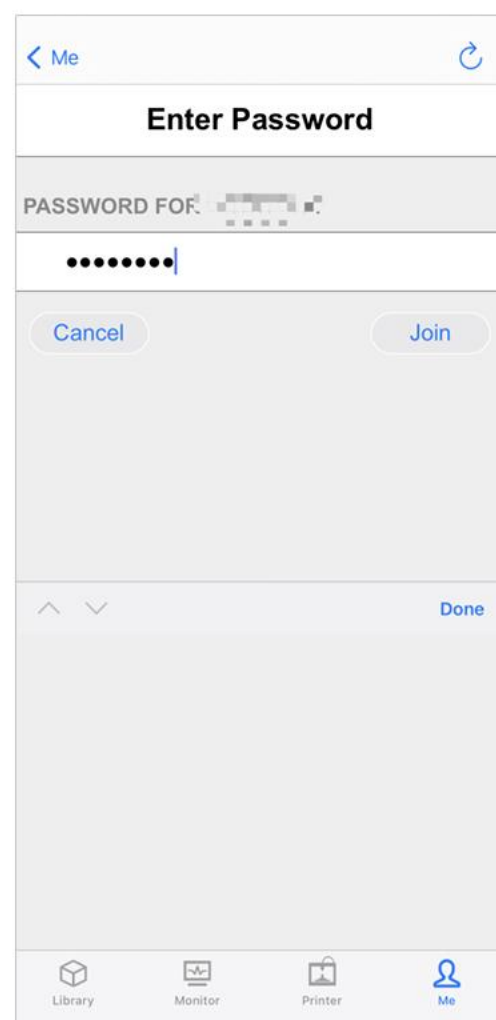 Me
Enter Password
PASSWORD FOR
••••••••
Cancel Join
Done
Library Monitor Printer Me